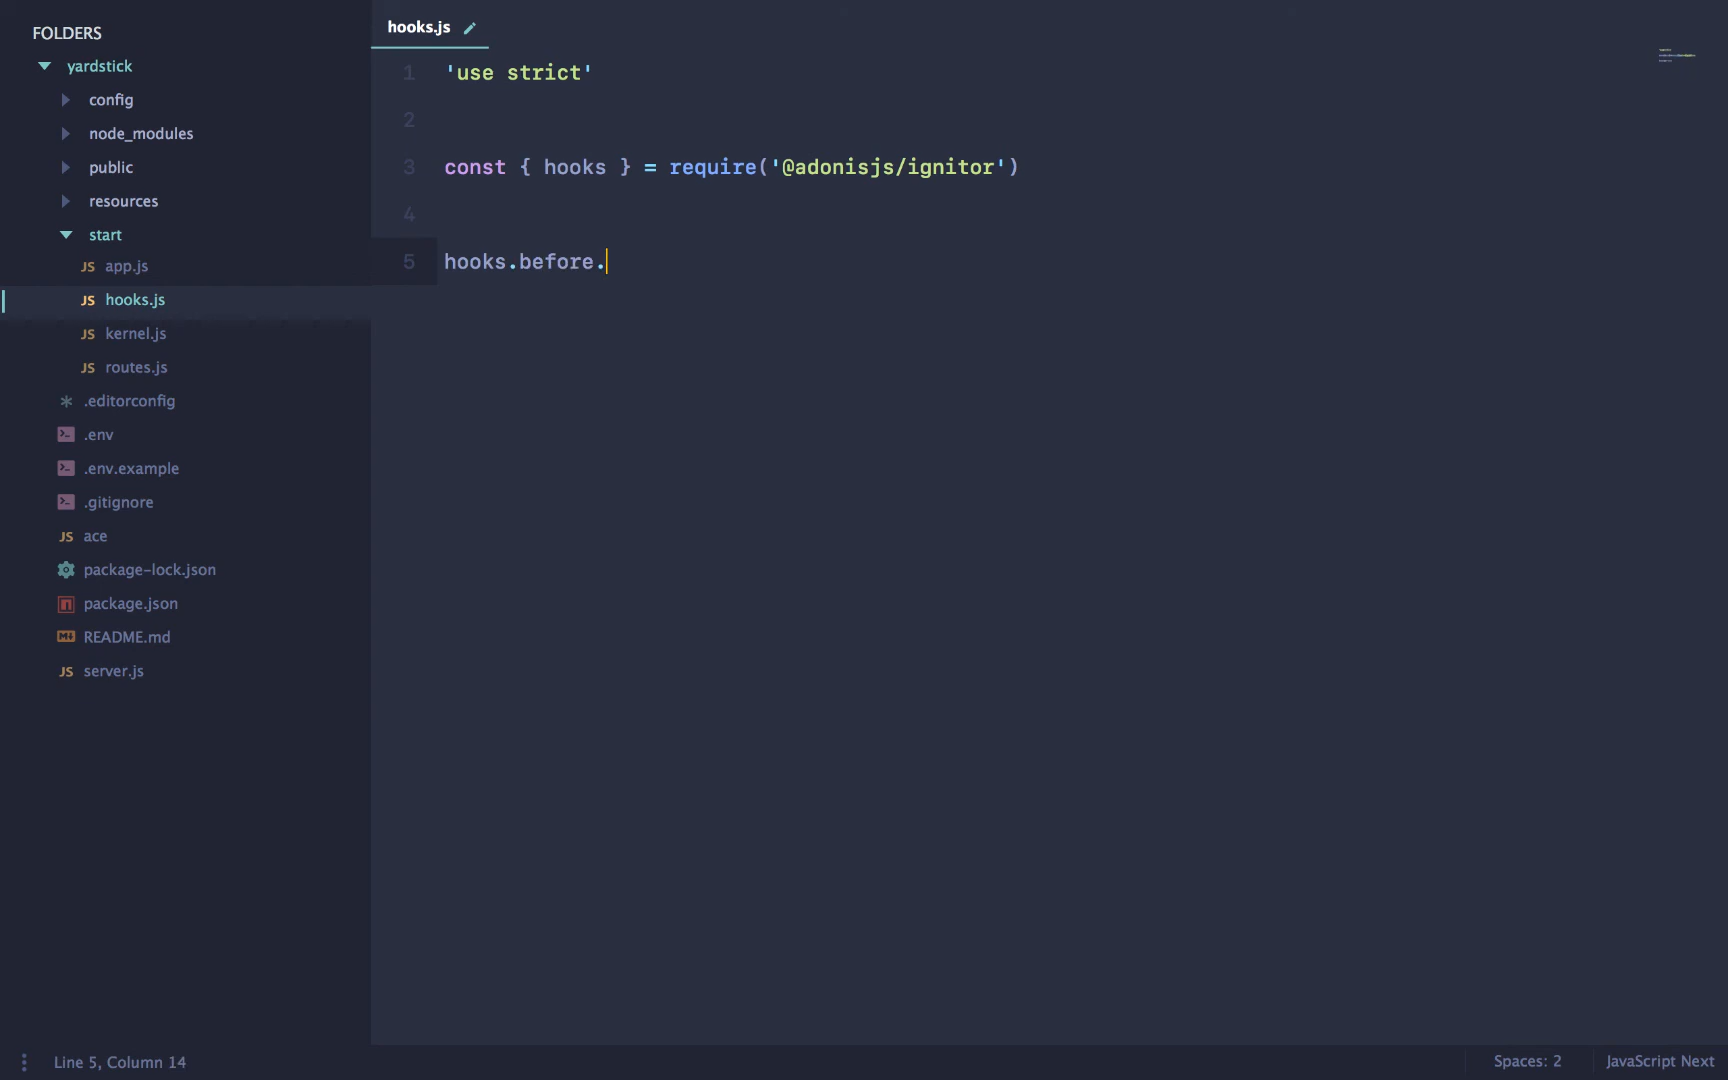 FOLDERS
yardstick
config
node_modules
public
resources
start
JS app.js
JS hooks.js
JS kernel.js
JS routes.js
.editorconfig
.env
.env.example
.gitignore
JS ace
package-lock.json
package.json
README.md
JS server.js
hooks.js
1 'use strict'
2
3 const { hooks } = require('@adonisjs/ignitor')
4
5 hooks.before.
Line 5, Column 14
Spaces: 2
JavaScript Next